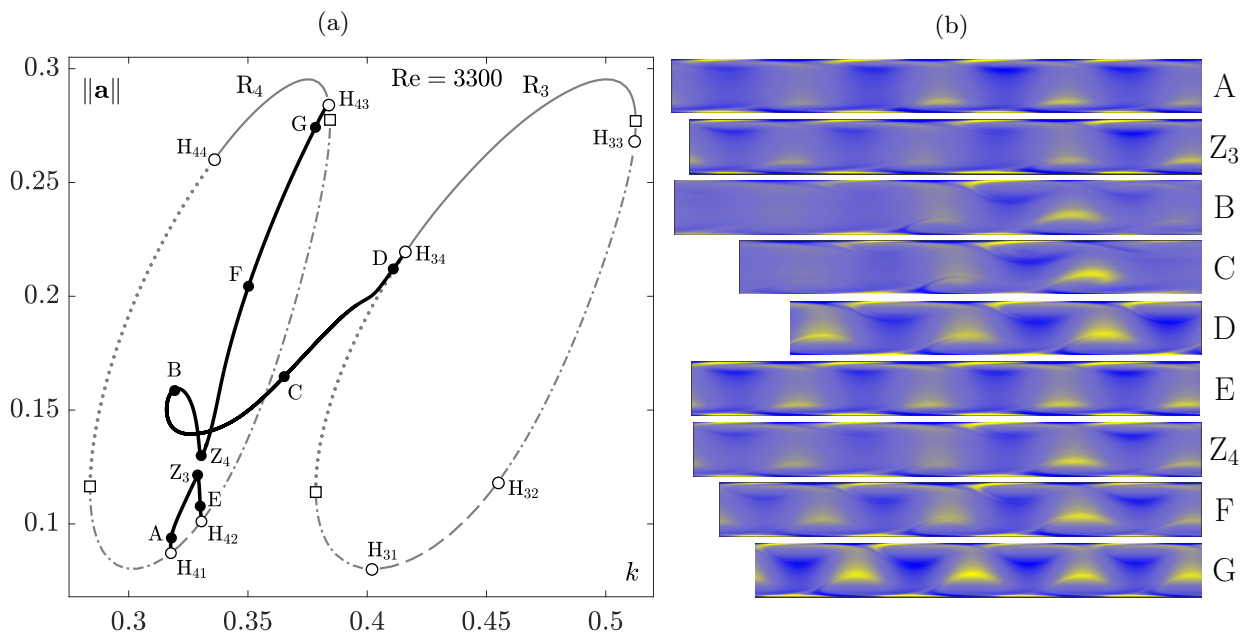 (a)
(b)
0.3
‖a‖
R₄
Re = 3300
R₃
A
H₄₃
G
H₃₃
H₄₄
Z₃
0.25
B
H₃₄
D
F
C
0.2
D
B
C
E
0.15
Z₄
Z₄
Z₃
E
F
A
H₃₂
0.1
H₄₂
H₃₁
G
H₄₁
k
0.3
0.35
0.4
0.45
0.5